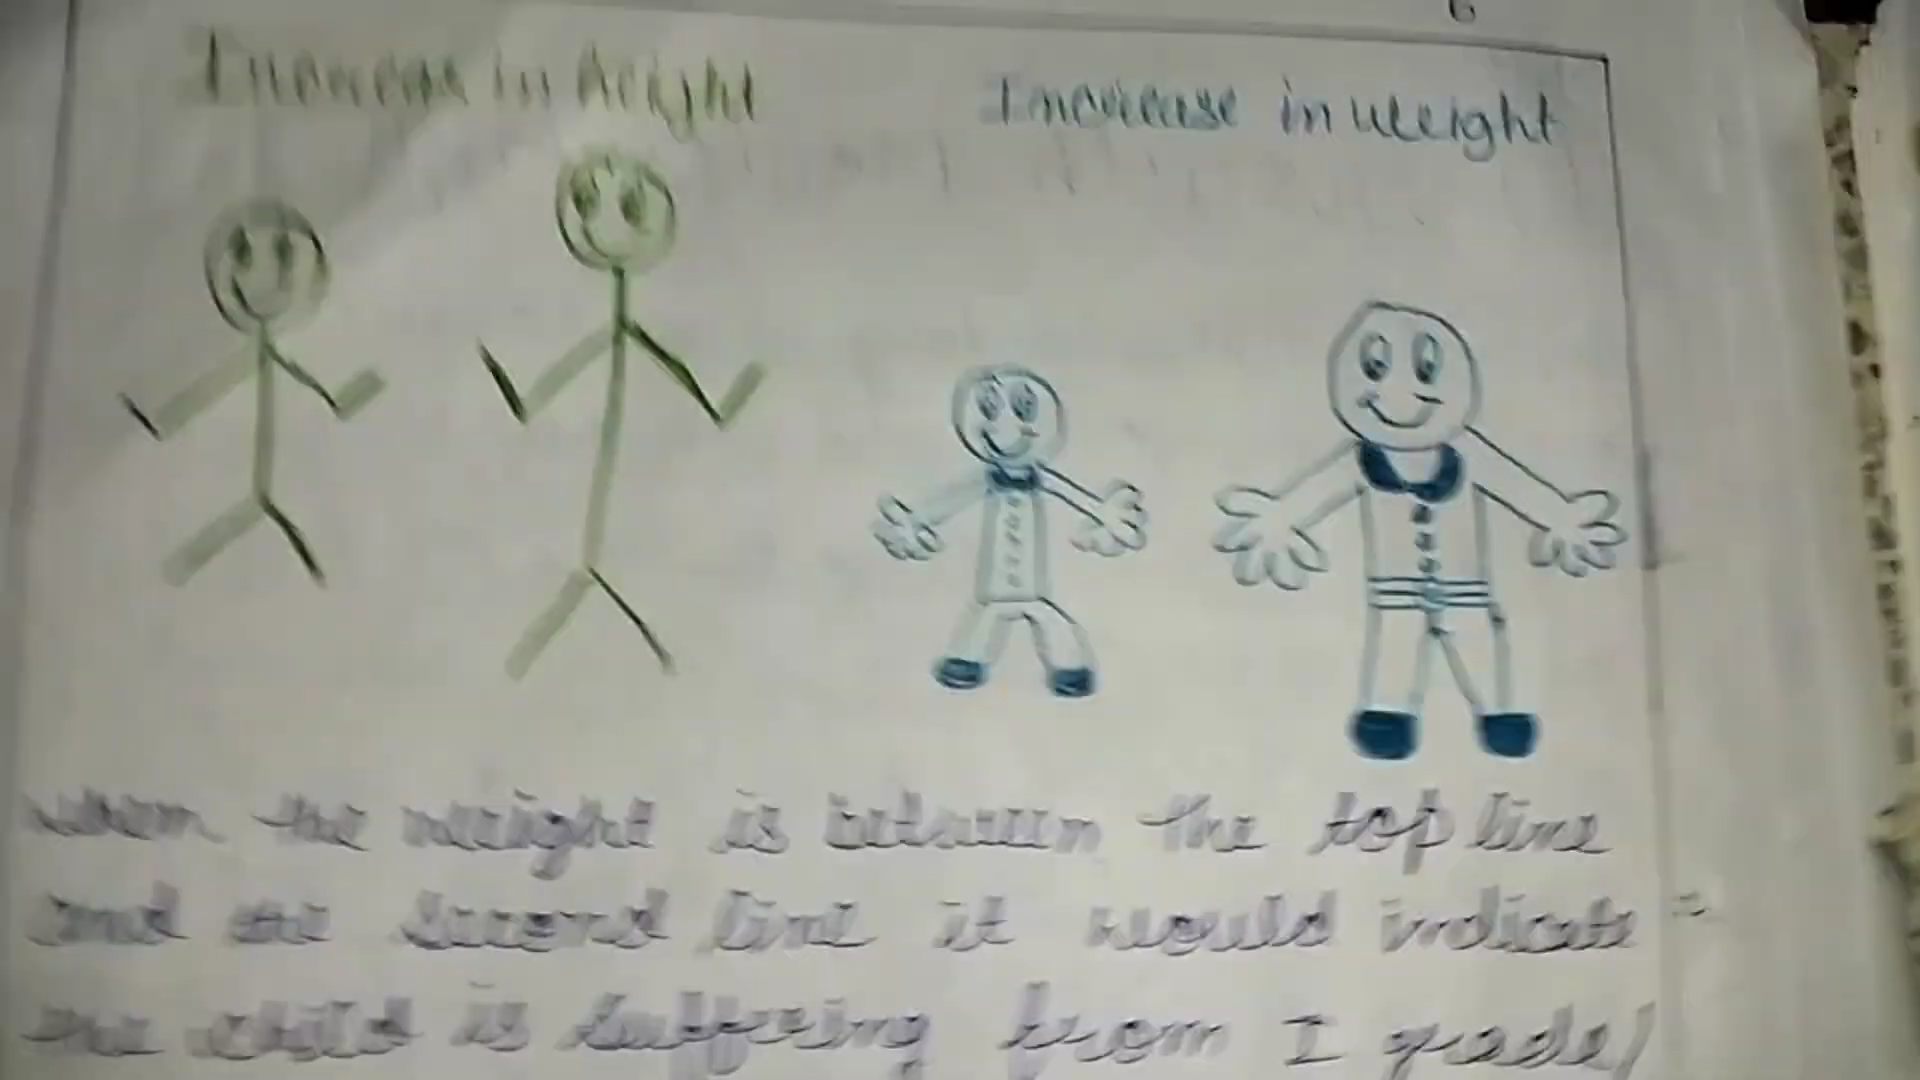 Increase in height
Increase in weight
when the weight is between the top line
and the second line it would indicate
the child is suffering from I grade/